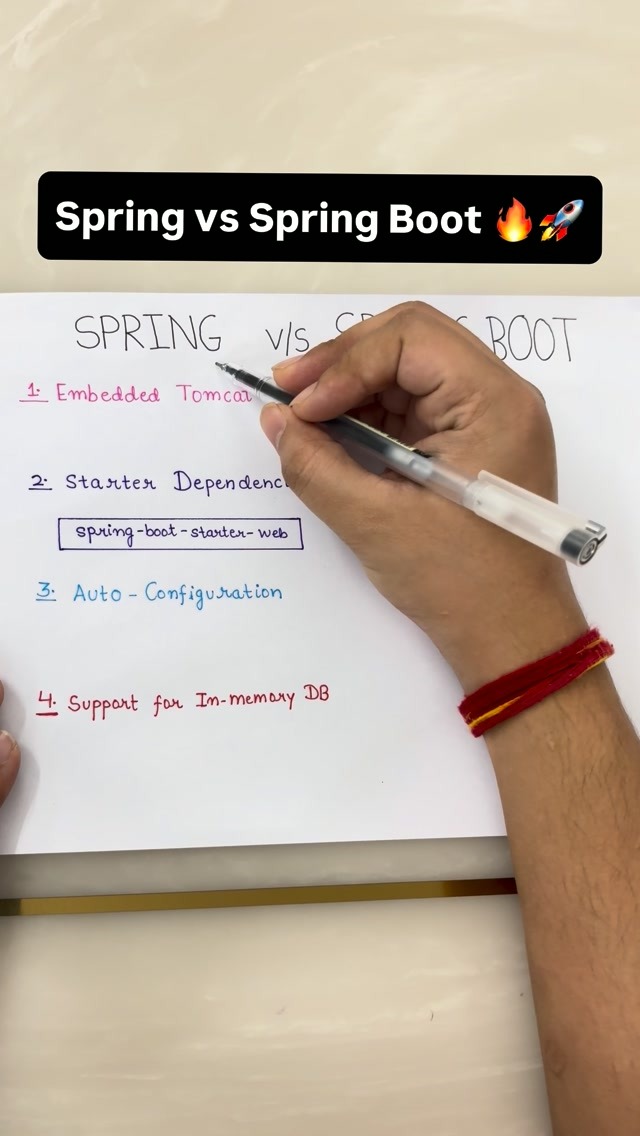 Spring vs Spring Boot 🔥🚀
SPRING v/s BOOT
1. Embedded Tomcat
2. Starter
spring-boot-starter-web
3. Auto-Configuration
4. Support for In-memory DB